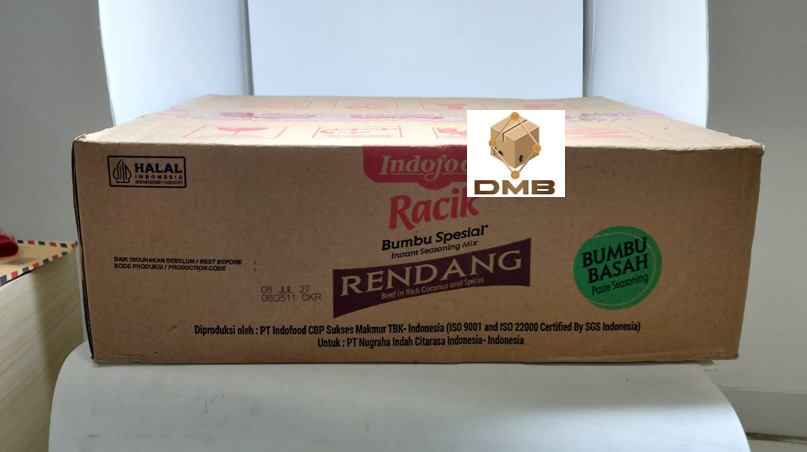 HALAL
INDONESIA
Indofood
Racik
Bumbu Spesial*
Instant Seasoning Mix
RENDANG
Beef in Rich Coconut and Spices
DMB
BUMBU
BASAH
Paste Seasoning
BAIK DIGUNAKAN SEBELUM / BEST BEFORE
KODE PRODUKSI / PRODUCTION CODE
08 JUL 27
08G511 CKR
Diproduksi oleh : PT Indofood CBP Sukses Makmur TBK- Indonesia (ISO 9001 and ISO 22000 Certified By SGS Indonesia)
Untuk : PT Nugraha Indah Citarasa Indonesia- Indonesia